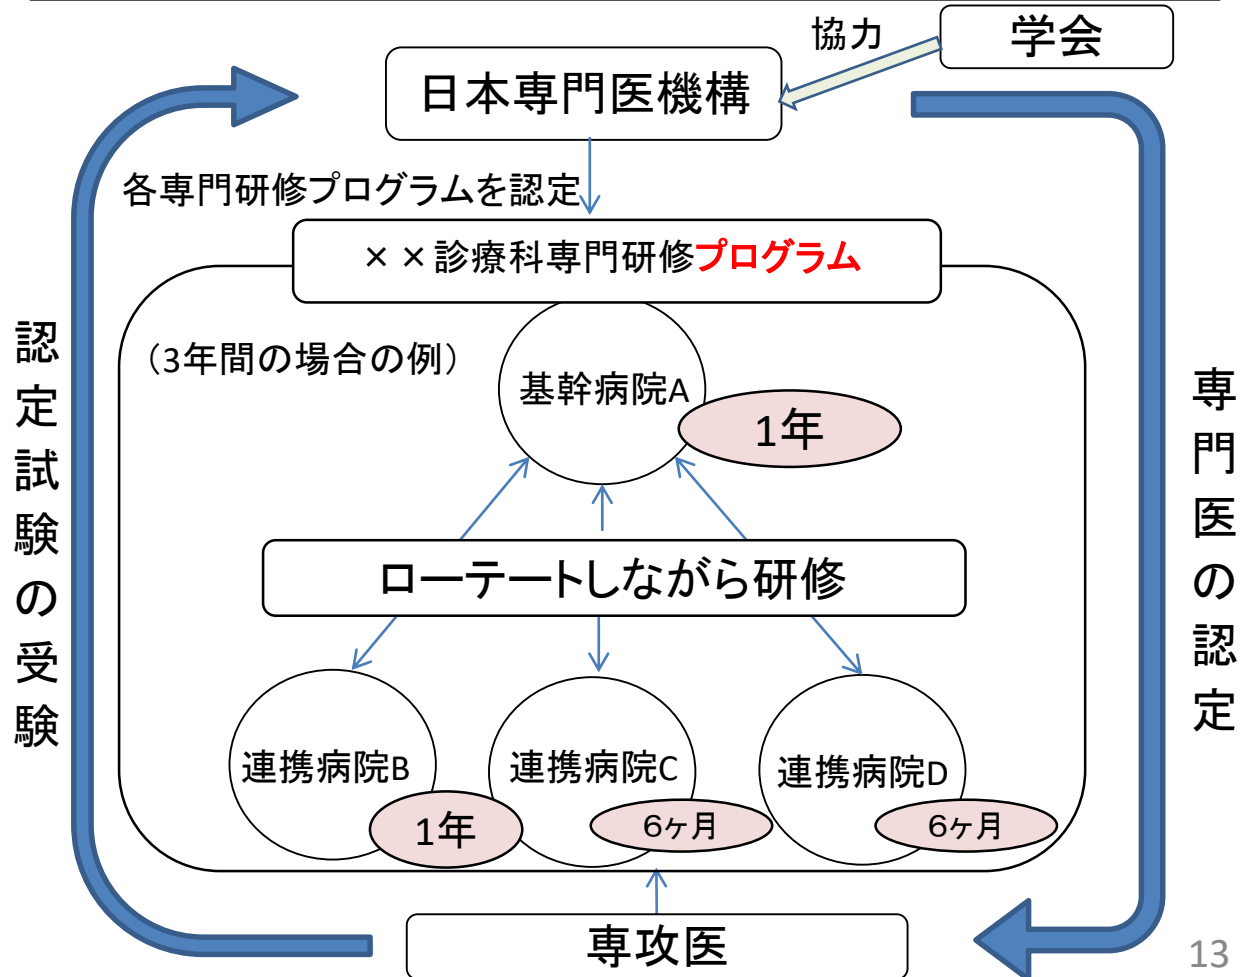 協力
学会
日本専門医機構
各専門研修プログラムを認定
××診療科専門研修プログラム
（3年間の場合の例）
基幹病院A
1年
ローテートしながら研修
連携病院B
1年
連携病院C
6ヶ月
連携病院D
6ヶ月
専攻医
認定試験の受験
専門医の認定
13